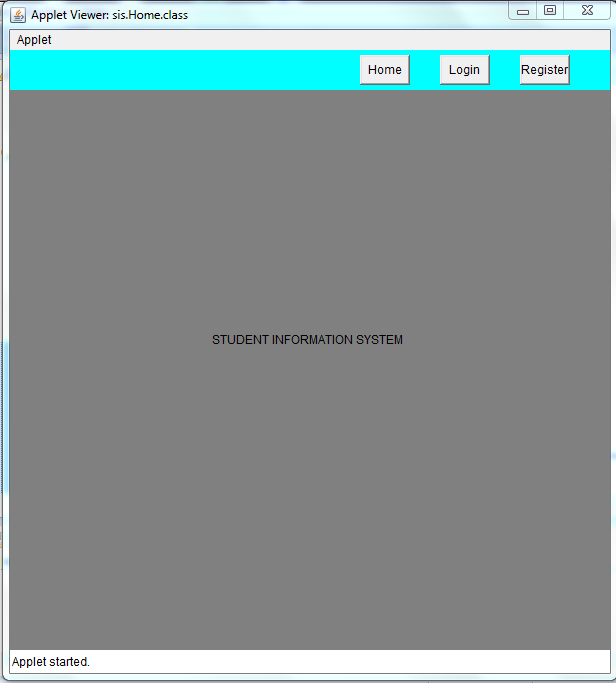 Applet Viewer: sis.Home.class
Applet
Home Login Register
STUDENT INFORMATION SYSTEM
Applet started.